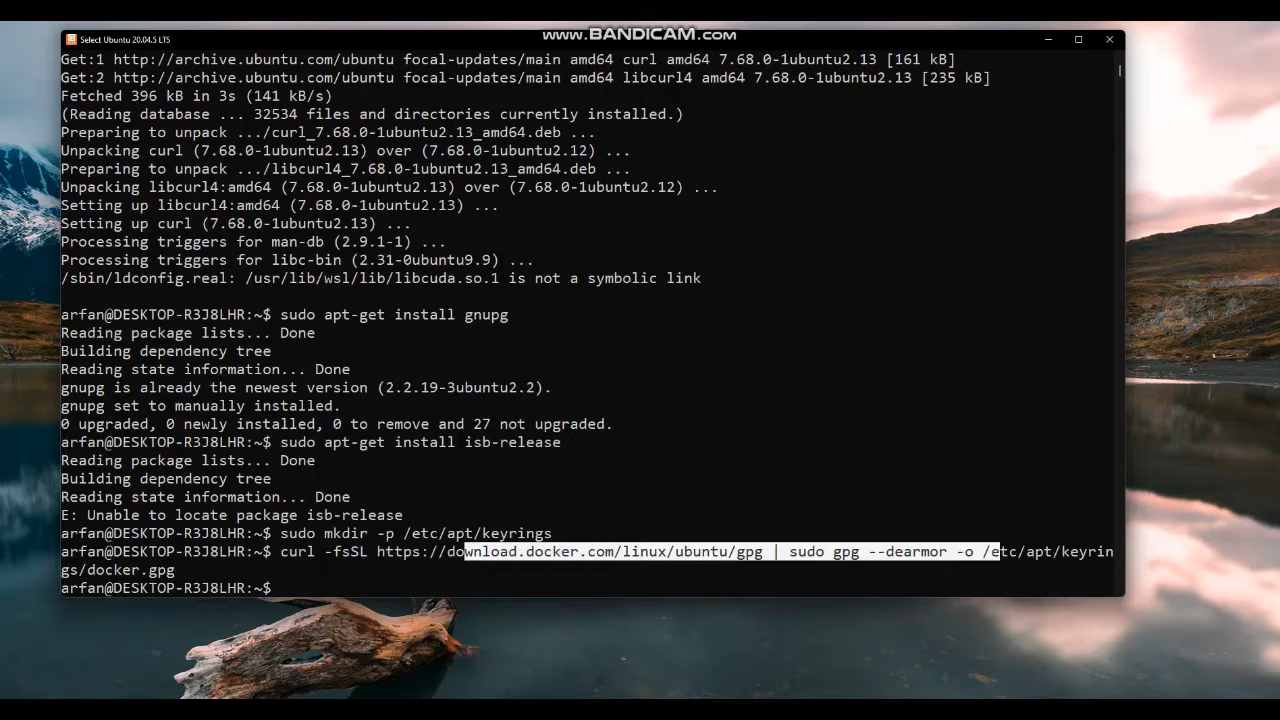 www.BANDICAM.com
Select Ubuntu 20.04.5 LTS
Get:1 http://archive.ubuntu.com/ubuntu focal-updates/main amd64 curl amd64 7.68.0-1ubuntu2.13 [161 kB]
Get:2 http://archive.ubuntu.com/ubuntu focal-updates/main amd64 libcurl4 amd64 7.68.0-1ubuntu2.13 [235 kB]
Fetched 396 kB in 3s (141 kB/s)
(Reading database ... 32534 files and directories currently installed.)
Preparing to unpack .../curl_7.68.0-1ubuntu2.13_amd64.deb ...
Unpacking curl (7.68.0-1ubuntu2.13) over (7.68.0-1ubuntu2.12) ...
Preparing to unpack .../libcurl4_7.68.0-1ubuntu2.13_amd64.deb ...
Unpacking libcurl4:amd64 (7.68.0-1ubuntu2.13) over (7.68.0-1ubuntu2.12) ...
Setting up libcurl4:amd64 (7.68.0-1ubuntu2.13) ...
Setting up curl (7.68.0-1ubuntu2.13) ...
Processing triggers for man-db (2.9.1-1) ...
Processing triggers for libc-bin (2.31-0ubuntu9.9) ...
/sbin/ldconfig.real: /usr/lib/wsl/lib/libcuda.so.1 is not a symbolic link
arfan@DESKTOP-R3J8LHR:~$ sudo apt-get install gnupg
Reading package lists... Done
Building dependency tree
Reading state information... Done
gnupg is already the newest version (2.2.19-3ubuntu2.2).
gnupg set to manually installed.
0 upgraded, 0 newly installed, 0 to remove and 27 not upgraded.
arfan@DESKTOP-R3J8LHR:~$ sudo apt-get install isb-release
Reading package lists... Done
Building dependency tree
Reading state information... Done
E: Unable to locate package isb-release
arfan@DESKTOP-R3J8LHR:~$ sudo mkdir -p /etc/apt/keyrings
arfan@DESKTOP-R3J8LHR:~$ curl -fsSL https://download.docker.com/linux/ubuntu/gpg | sudo gpg --dearmor -o /etc/apt/keyrin
gs/docker.gpg
arfan@DESKTOP-R3J8LHR:~$